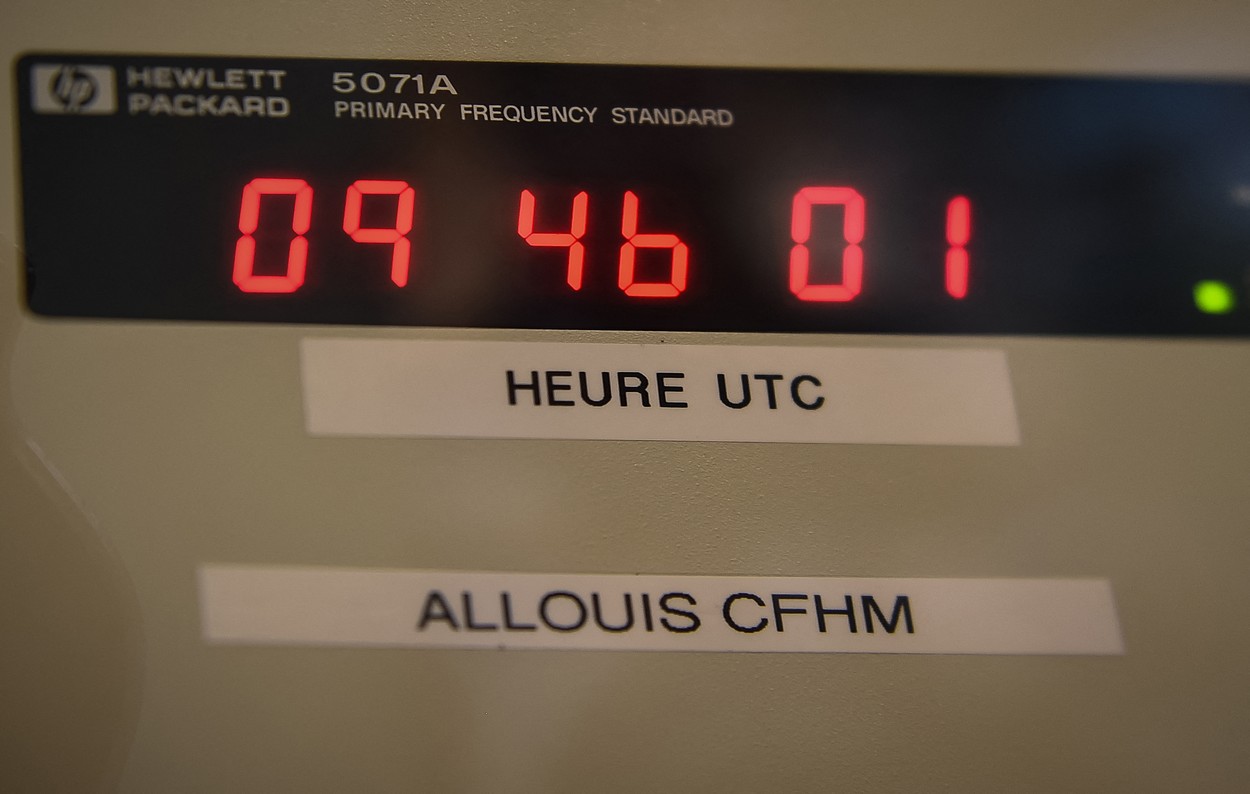 hp HEWLETT PACKARD 5071A
PRIMARY FREQUENCY STANDARD
09 46 01
HEURE UTC
ALLOUIS CFHM